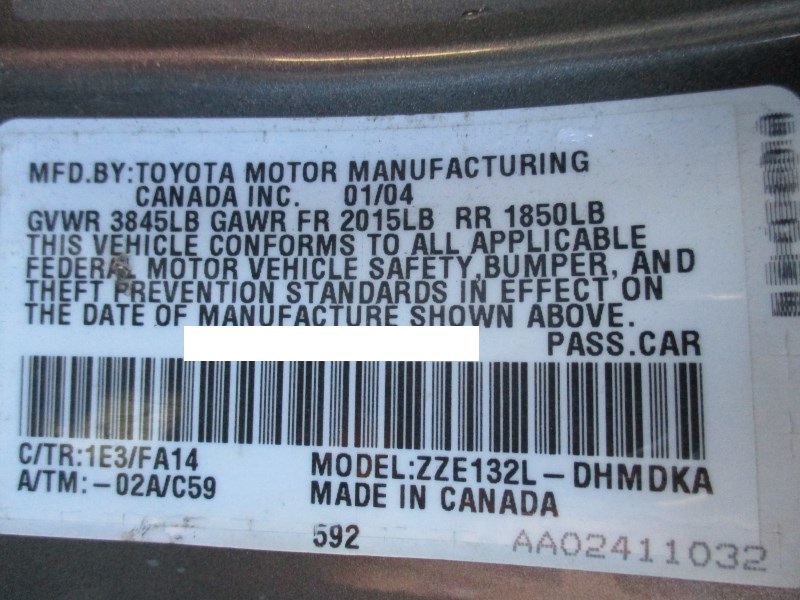 MFD.BY:TOYOTA MOTOR MANUFACTURING
CANADA INC. 01/04
GVWR 3845LB GAWR FR 2015LB RR 1850LB
THIS VEHICLE CONFORMS TO ALL APPLICABLE
FEDERAL MOTOR VEHICLE SAFETY,BUMPER, AND
THEFT PREVENTION STANDARDS IN EFFECT ON
THE DATE OF MANUFACTURE SHOWN ABOVE.
PASS.CAR
C/TR:1E3/FA14
MODEL:ZZE132L-DHMDKA
A/TM:-02A/C59
MADE IN CANADA
592
AA02411032